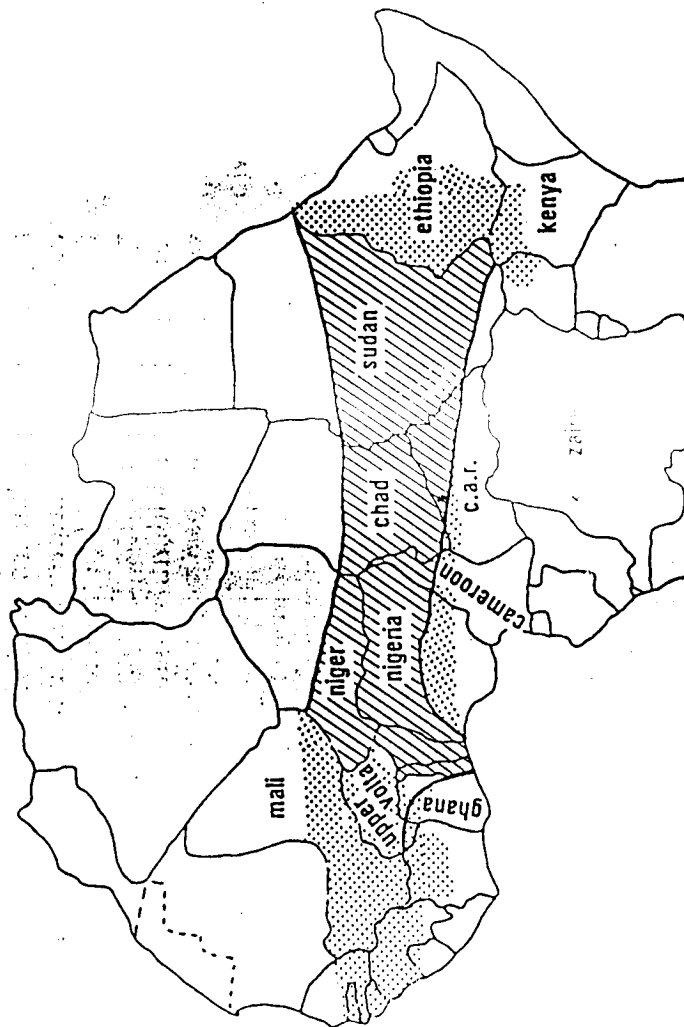 mali
niger
upper
volta
nigeria
ghana
chad
sudan
ethiopia
kenya
c.a.r.
cameroon